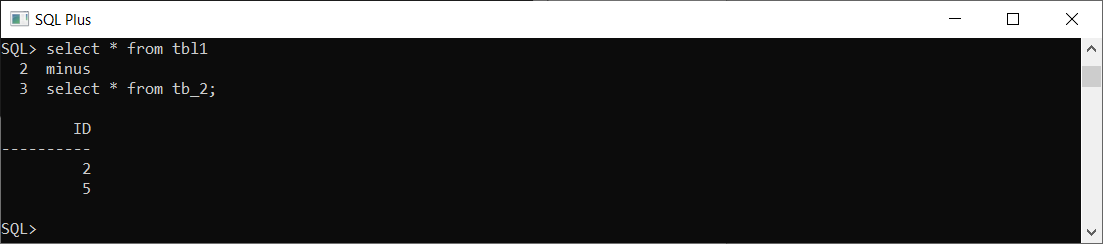 SQL Plus
SQL> select * from tbl1
2 minus
3 select * from tb_2;
ID
----------
2
5
SQL>